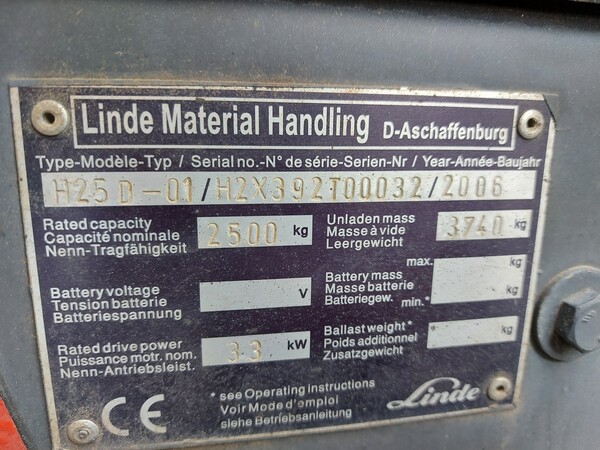 Linde Material Handling D-Aschaffenburg
Type-Modèle-Typ / Serial no.-N° de série-Serien-Nr / Year-Année-Baujahr
H25D-01/H2X392T00032/2006
Rated capacity
Capacité nominale
Nenn-Tragfähigkeit
2500 kg
Unladen mass
Masse à vide
Leergewicht
3740 kg
Battery voltage
Tension batterie
Batteriespannung
V
max. kg
Battery mass
Masse batterie
Batteriegew. min.* kg
Rated drive power
Puissance motr. nom.
Nenn-Antriebsleist.
33 kW
Ballast weight*
Poids additionnel
Zusatzgewicht
kg
CE
* see Operating instructions
Voir Mode d'emploi
siehe Betriebsanleitung
Linde